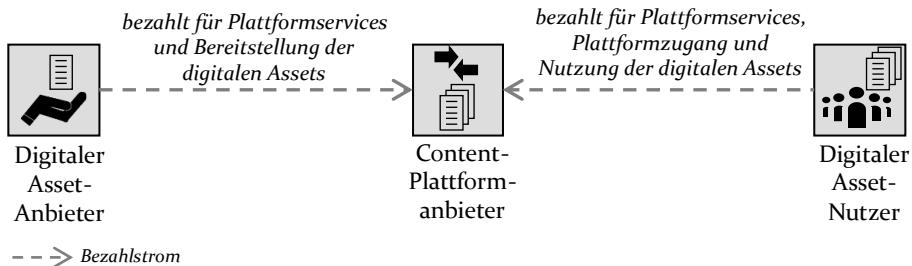 bezahlt für Plattformservices
und Bereitstellung der
digitalen Assets
bezahlt für Plattformservices,
Plattformzugang und
Nutzung der digitalen Assets
Digitaler
Asset-
Anbieter
Content-
Plattform-
anbieter
Digitaler
Asset-
Nutzer
Bezahlstrom